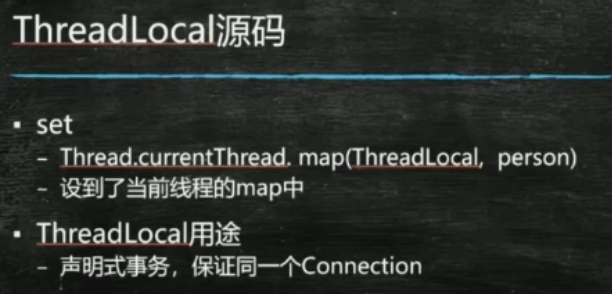 ThreadLocal源码
▪ set
– Thread.currentThread. map(ThreadLocal, person)
– 设到了当前线程的map中
▪ ThreadLocal用途
– 声明式事务，保证同一个Connection